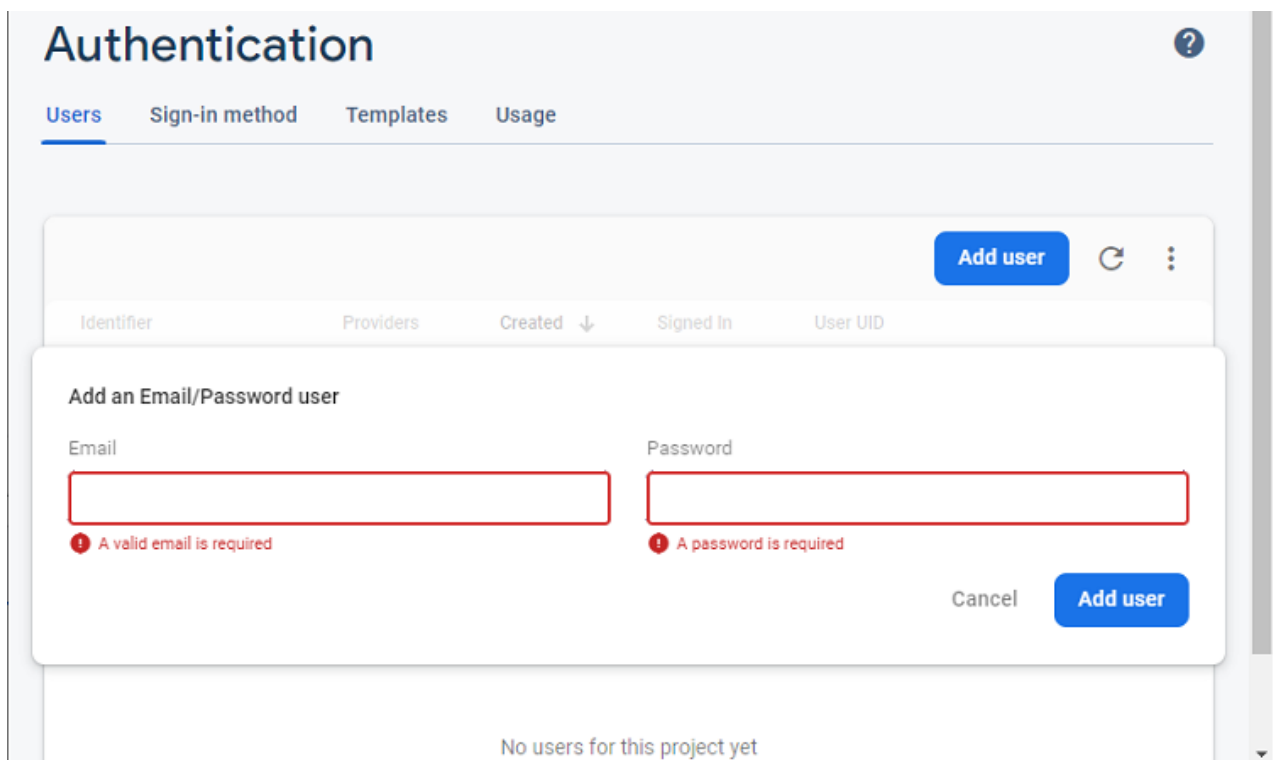 Authentication
Users Sign-in method Templates Usage
Add user
Identifier Providers Created Signed In User UID
Add an Email/Password user
Email Password
A valid email is required A password is required
Cancel Add user
No users for this project yet